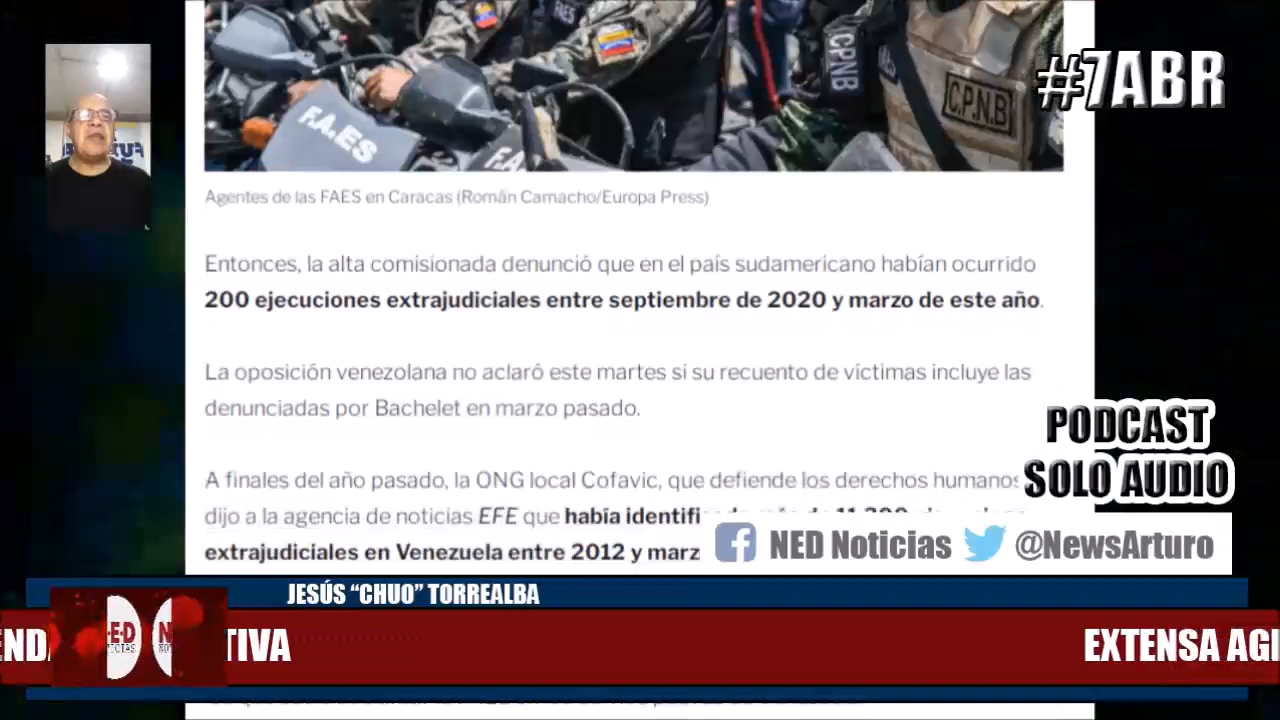 #7ABR
FAES
F.A.ES
F.A
CPNB
C.P.N.B
Agentes de las FAES en Caracas (Román Camacho/Europa Press)
Entonces, la alta comisionada denunció que en el país sudamericano habían ocurrido
200 ejecuciones extrajudiciales entre septiembre de 2020 y marzo de este año.
La oposición venezolana no aclaró este martes si su recuento de víctimas incluye las
denunciadas por Bachelet en marzo pasado.
PODCAST
SOLO AUDIO
A finales del año pasado, la ONG local Cofavic, que defiende los derechos humanos
dijo a la agencia de noticias EFE que había identifi
extrajudiciales en Venezuela entre 2012 y marz
NED Noticias @NewsArturo
JESÚS “CHUO” TORREALBA
TIVA EXTENSA AGI